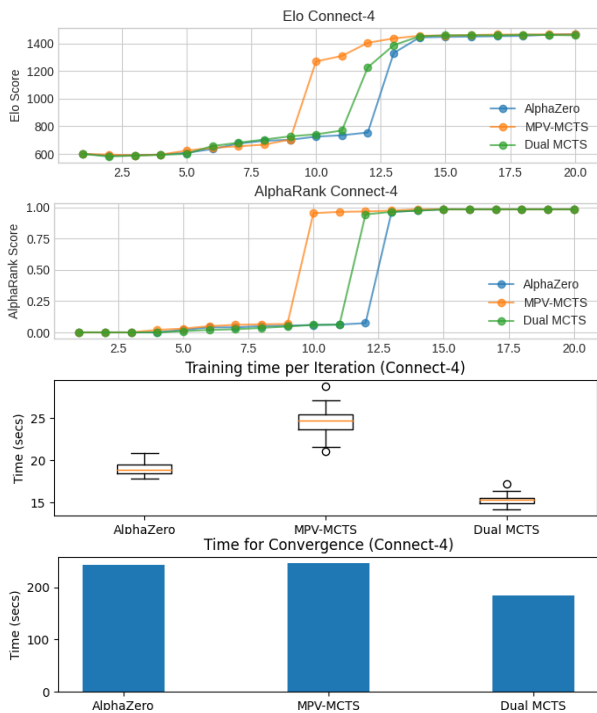 Elo Connect-4
Elo Score
1400
1200
1000
800
600
AlphaZero
MPV-MCTS
Dual MCTS
2.5 5.0 7.5 10.0 12.5 15.0 17.5 20.0
AlphaRank Connect-4
AlphaRank Score
1.00
0.75
0.50
0.25
0.00
AlphaZero
MPV-MCTS
Dual MCTS
2.5 5.0 7.5 10.0 12.5 15.0 17.5 20.0
Training time per Iteration (Connect-4)
Time (secs)
25
20
15
AlphaZero MPV-MCTS Dual MCTS
Time for Convergence (Connect-4)
Time (secs)
200
100
0
AlphaZero MPV-MCTS Dual MCTS